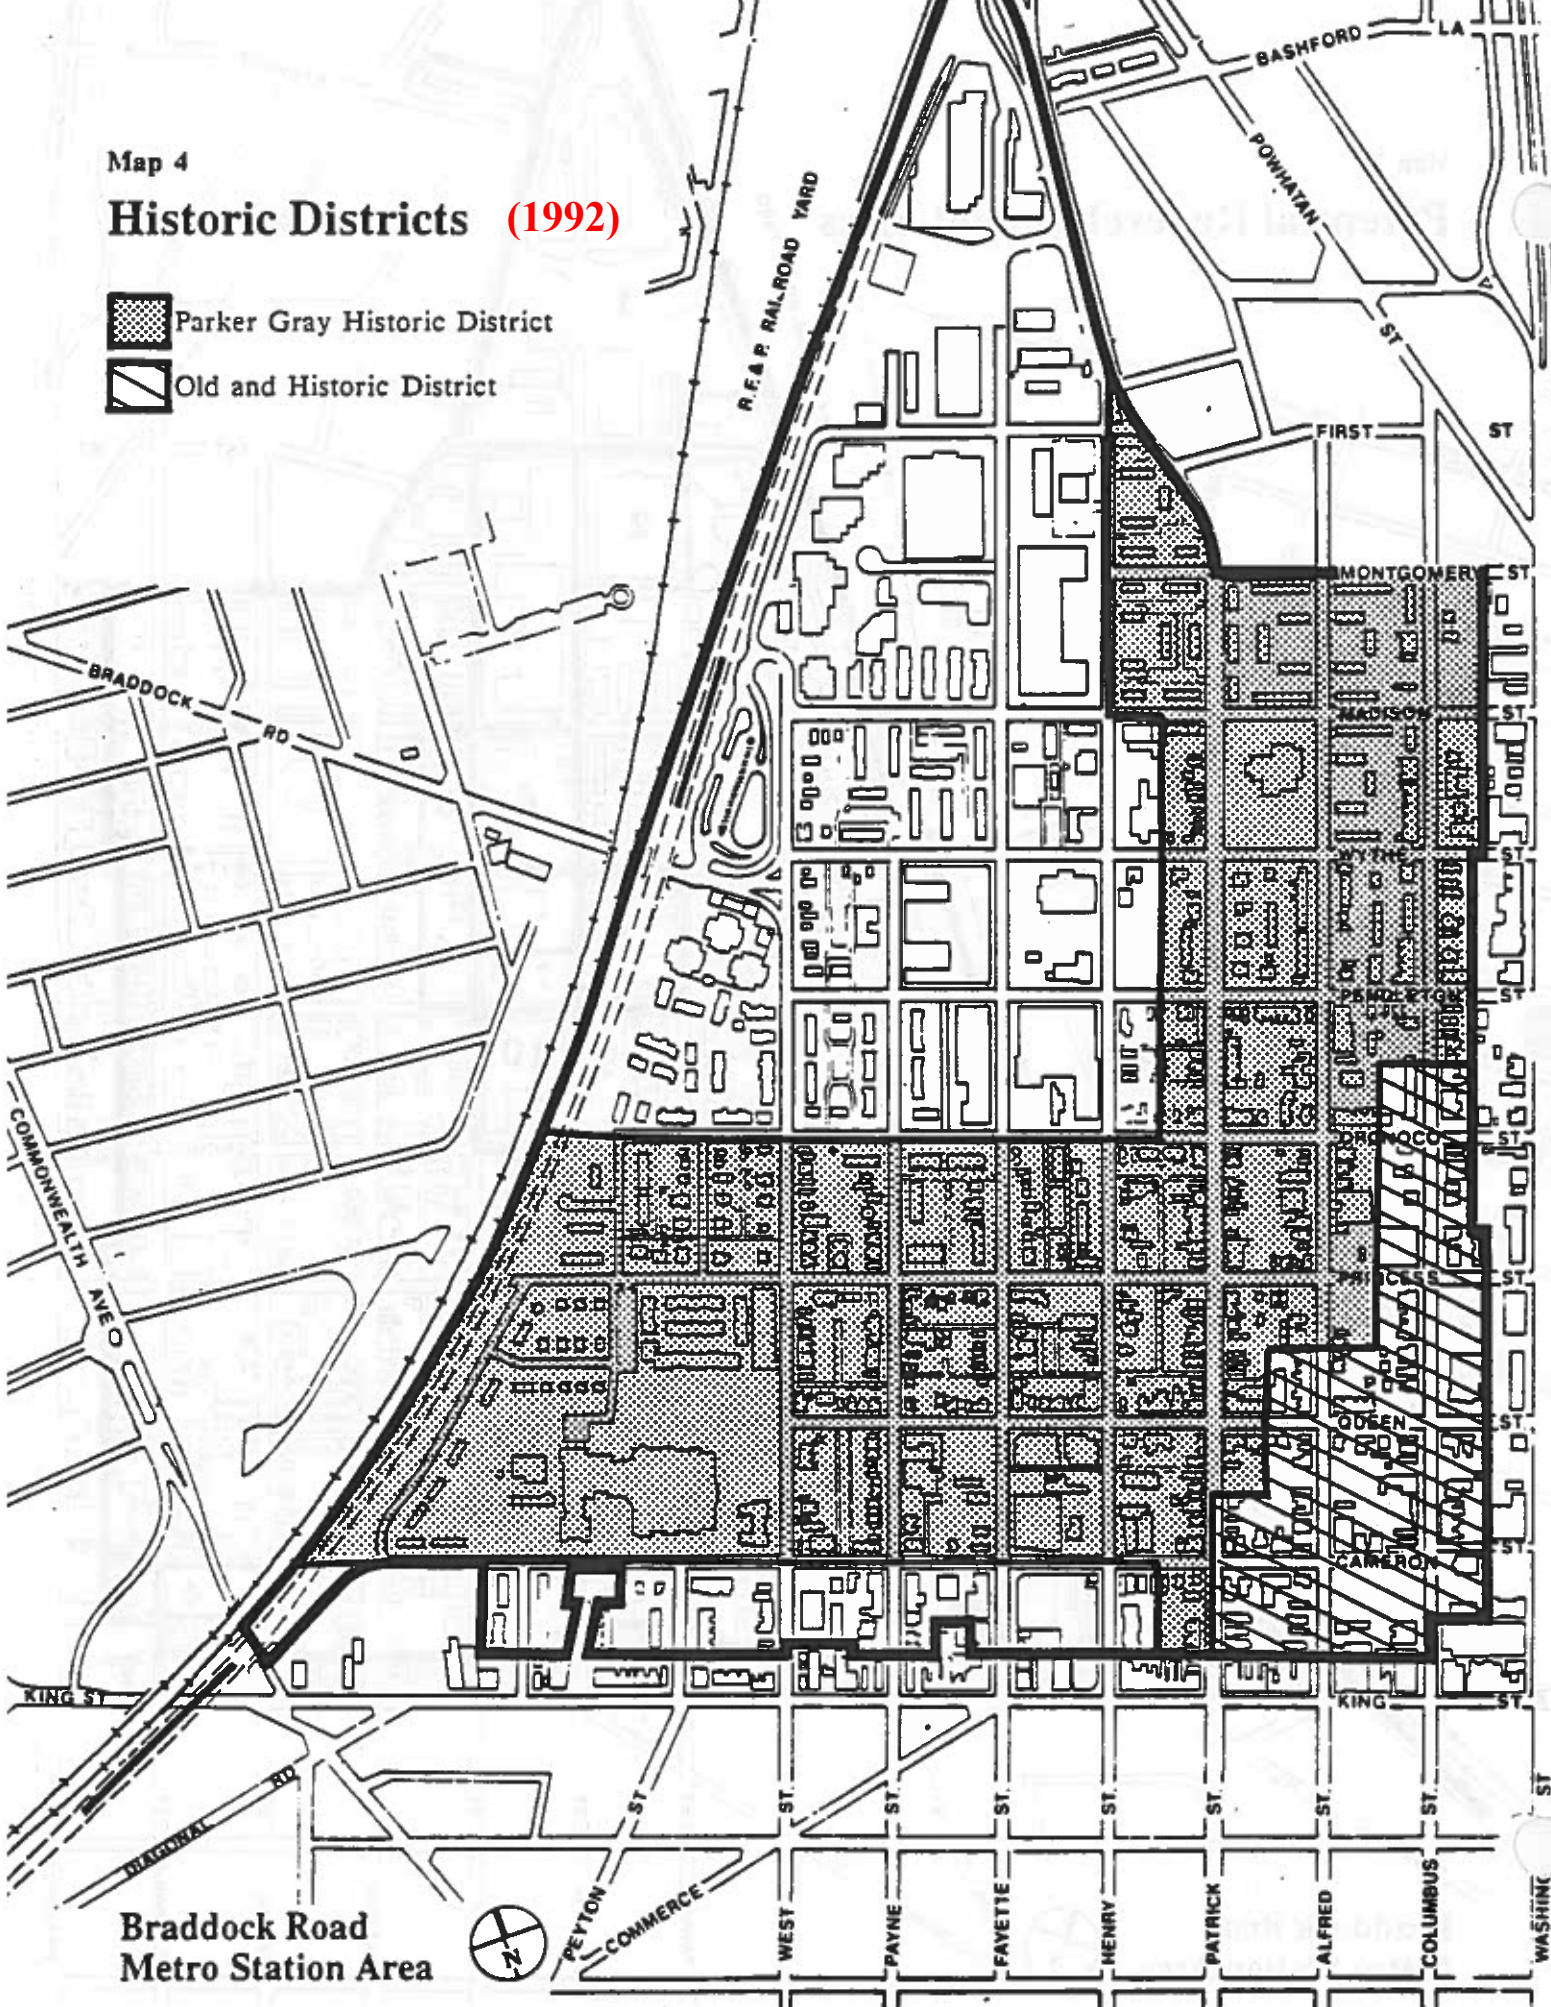 Map 4
Historic Districts (1992)
Parker Gray Historic District
Old and Historic District
R.F.& P. RAILROAD YARD
BASHFORD LA
POWHATAN
ST
FIRST ST
MONTGOMERY ST
BRADDOCK RD
MADISON ST
WYTHE ST
PENDLETON ST
ORONOCO ST
COMMONWEALTH AVE
PRINCESS ST
QUEEN ST
CAMERON ST
KING ST
KING ST
DIAGONAL RD
PEYTON ST
COMMERCE
WEST ST.
PAYNE ST.
FAYETTE ST.
HENRY ST.
PATRICK ST.
ALFRED ST.
COLUMBUS ST.
ST
Braddock Road
Metro Station Area
N